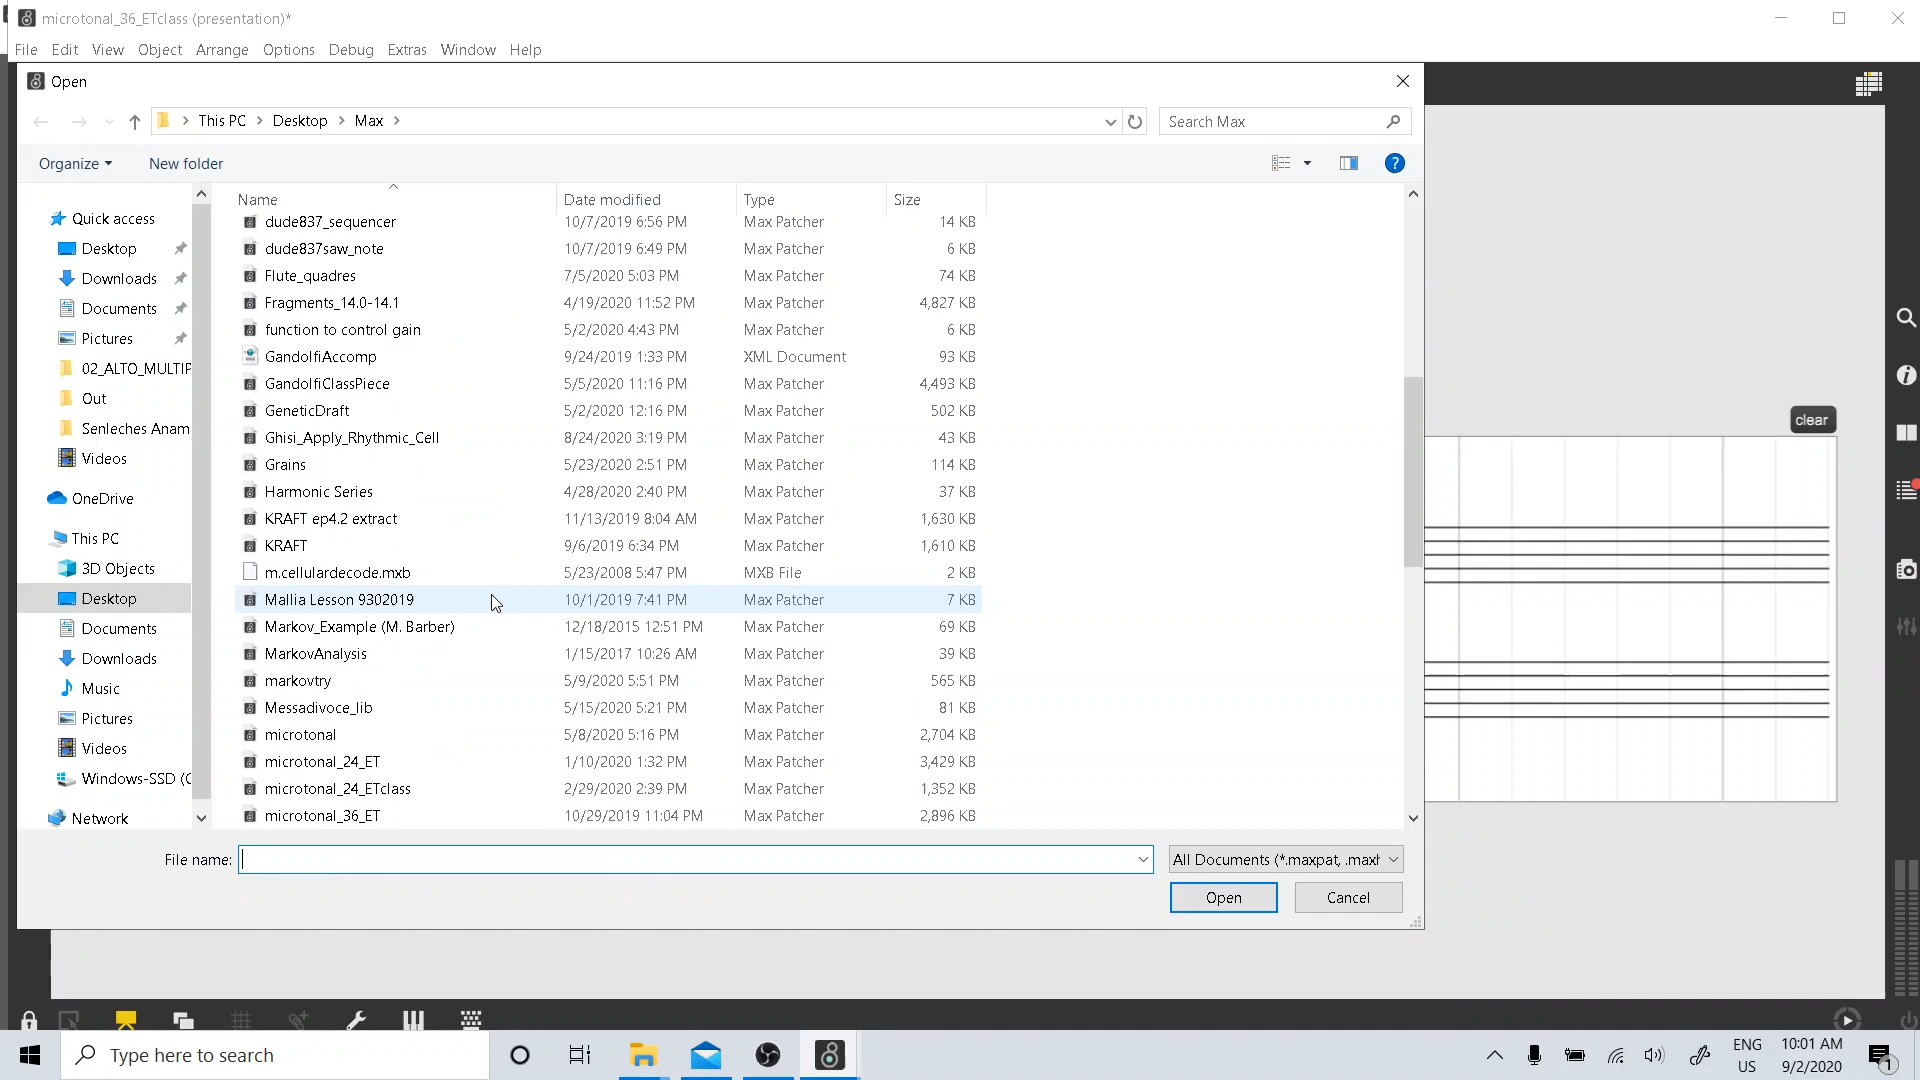 microtonal_36_ETclass (presentation)*
File Edit View Object Arrange Options Debug Extras Window Help
Open
This PC > Desktop > Max >
Search Max
Organize
New folder
Name Date modified Type Size
Quick access
Desktop
Downloads
Documents
Pictures
02_ALTO_MULTIP
Out
Senleches Anam
Videos
OneDrive
This PC
3D Objects
Desktop
Documents
Downloads
Music
Pictures
Videos
Windows-SSD (C
Network
dude837_sequencer 10/7/2019 6:56 PM Max Patcher 14 KB
dude837saw_note 10/7/2019 6:49 PM Max Patcher 6 KB
Flute_quadres 7/5/2020 5:03 PM Max Patcher 74 KB
Fragments_14.0-14.1 4/19/2020 11:52 PM Max Patcher 4,827 KB
function to control gain 5/2/2020 4:43 PM Max Patcher 6 KB
GandolfiAccomp 9/24/2019 1:33 PM XML Document 93 KB
GandolfiClassPiece 5/5/2020 11:16 PM Max Patcher 4,493 KB
GeneticDraft 5/2/2020 12:16 PM Max Patcher 502 KB
Ghisi_Apply_Rhythmic_Cell 8/24/2020 3:19 PM Max Patcher 43 KB
Grains 5/23/2020 2:51 PM Max Patcher 114 KB
Harmonic Series 4/28/2020 2:40 PM Max Patcher 37 KB
KRAFT ep4.2 extract 11/13/2019 8:04 AM Max Patcher 1,630 KB
KRAFT 9/6/2019 6:34 PM Max Patcher 1,610 KB
m.cellulardecode.mxb 5/23/2008 5:47 PM MXB File 2 KB
Mallia Lesson 9302019 10/1/2019 7:41 PM Max Patcher 7 KB
Markov_Example (M. Barber) 12/18/2015 12:51 PM Max Patcher 69 KB
MarkovAnalysis 1/15/2017 10:26 AM Max Patcher 39 KB
markovtry 5/9/2020 5:51 PM Max Patcher 565 KB
Messadivoce_lib 5/15/2020 5:21 PM Max Patcher 81 KB
microtonal 5/8/2020 5:16 PM Max Patcher 2,704 KB
microtonal_24_ET 1/10/2020 1:32 PM Max Patcher 3,429 KB
microtonal_24_ETclass 2/29/2020 2:39 PM Max Patcher 1,352 KB
microtonal_36_ET 10/29/2019 11:04 PM Max Patcher 2,896 KB
clear
File name:
All Documents (*.maxpat, .maxh
Open
Cancel
Type here to search
ENG
US
10:01 AM
9/2/2020
1